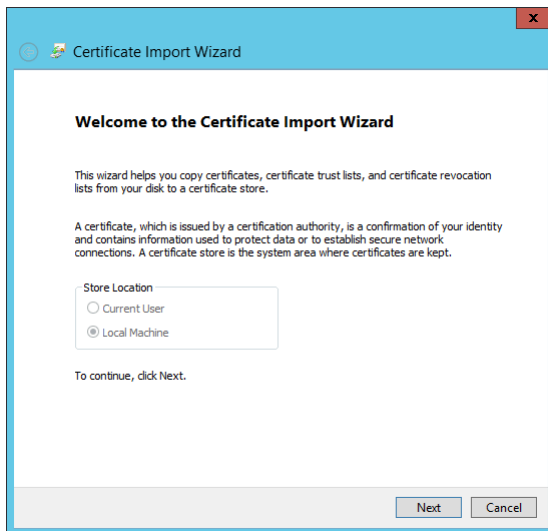 x
Certificate Import Wizard
Welcome to the Certificate Import Wizard
This wizard helps you copy certificates, certificate trust lists, and certificate revocation
lists from your disk to a certificate store.
A certificate, which is issued by a certification authority, is a confirmation of your identity
and contains information used to protect data or to establish secure network
connections. A certificate store is the system area where certificates are kept.
Store Location
Current User
Local Machine
To continue, click Next.
Next Cancel